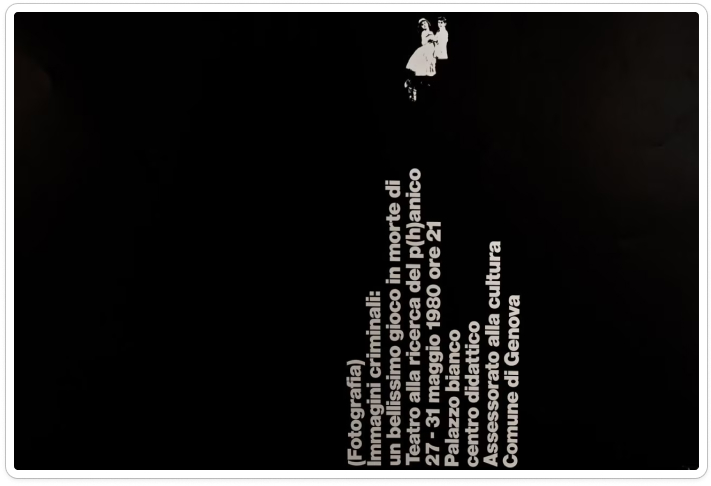 (Fotografia)
Immagini criminali:
un bellissimo gioco in morte di
Teatro alla ricerca del p(h)anico
27 - 31 maggio 1980 ore 21
Palazzo bianco
centro didattico
Assessorato alla cultura
Comune di Genova